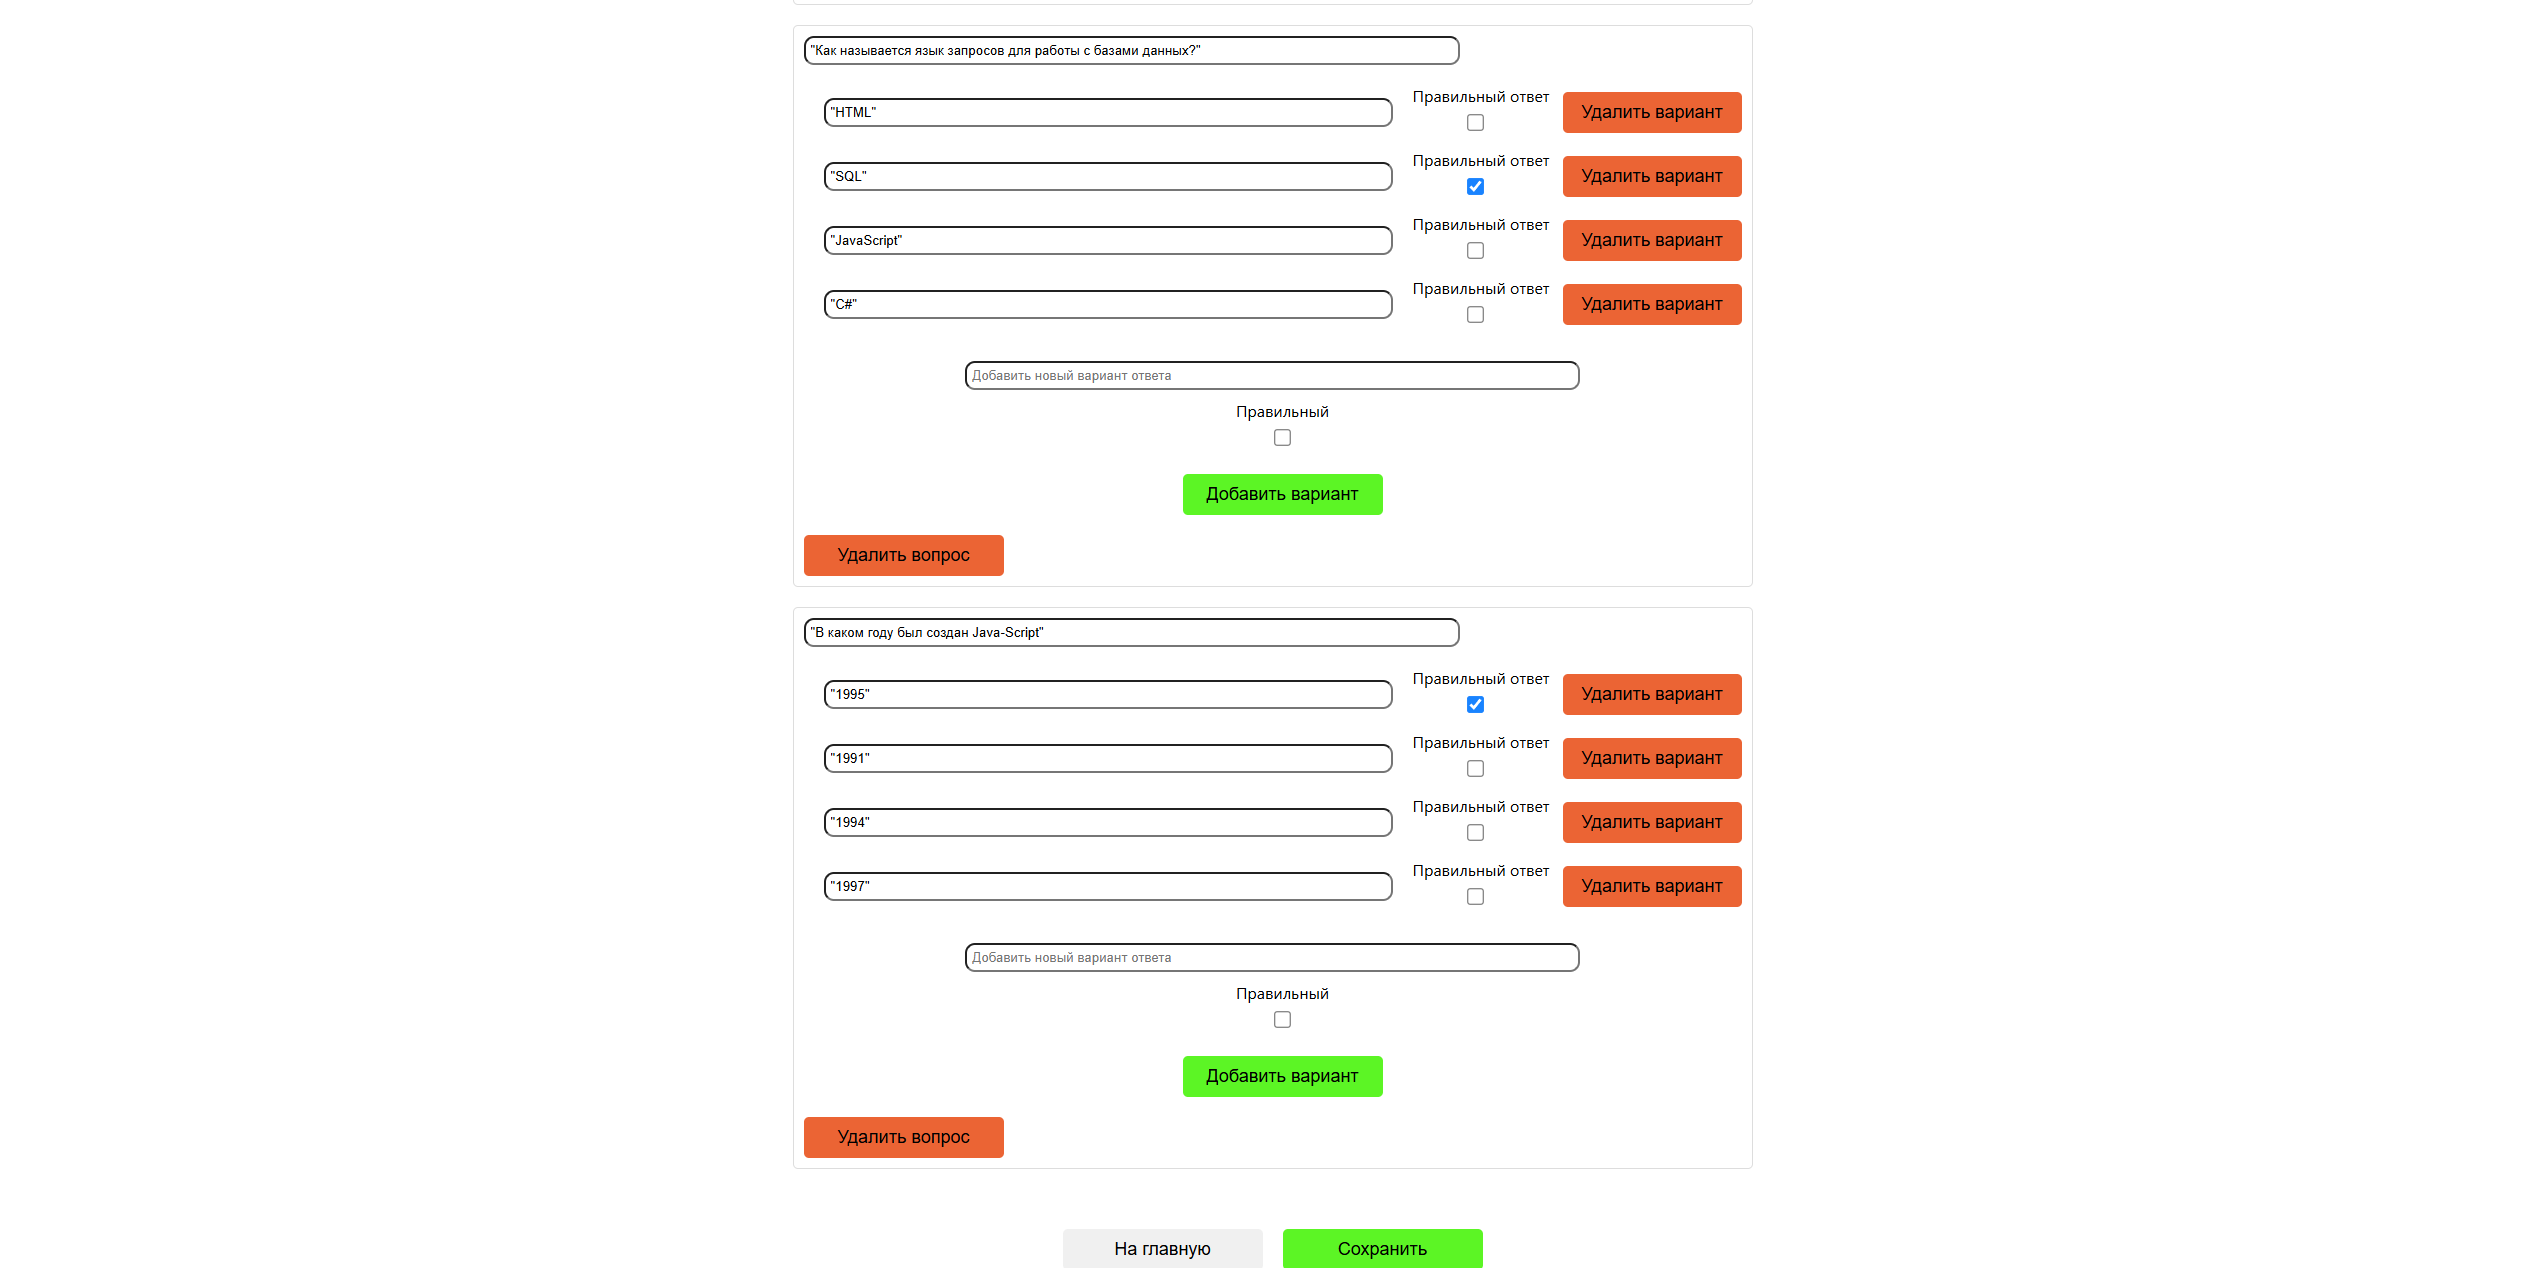 "Как называется язык запросов для работы с базами данных?"
Правильный ответ
"HTML"
Удалить вариант
Правильный ответ
"SQL"
Удалить вариант
Правильный ответ
"JavaScript"
Удалить вариант
Правильный ответ
"C#"
Удалить вариант
Добавить новый вариант ответа
Правильный
Добавить вариант
Удалить вопрос
"В каком году был создан Java-Script"
Правильный ответ
"1995"
Удалить вариант
Правильный ответ
"1991"
Удалить вариант
Правильный ответ
"1994"
Удалить вариант
Правильный ответ
"1997"
Удалить вариант
Добавить новый вариант ответа
Правильный
Добавить вариант
Удалить вопрос
На главную
Сохранить